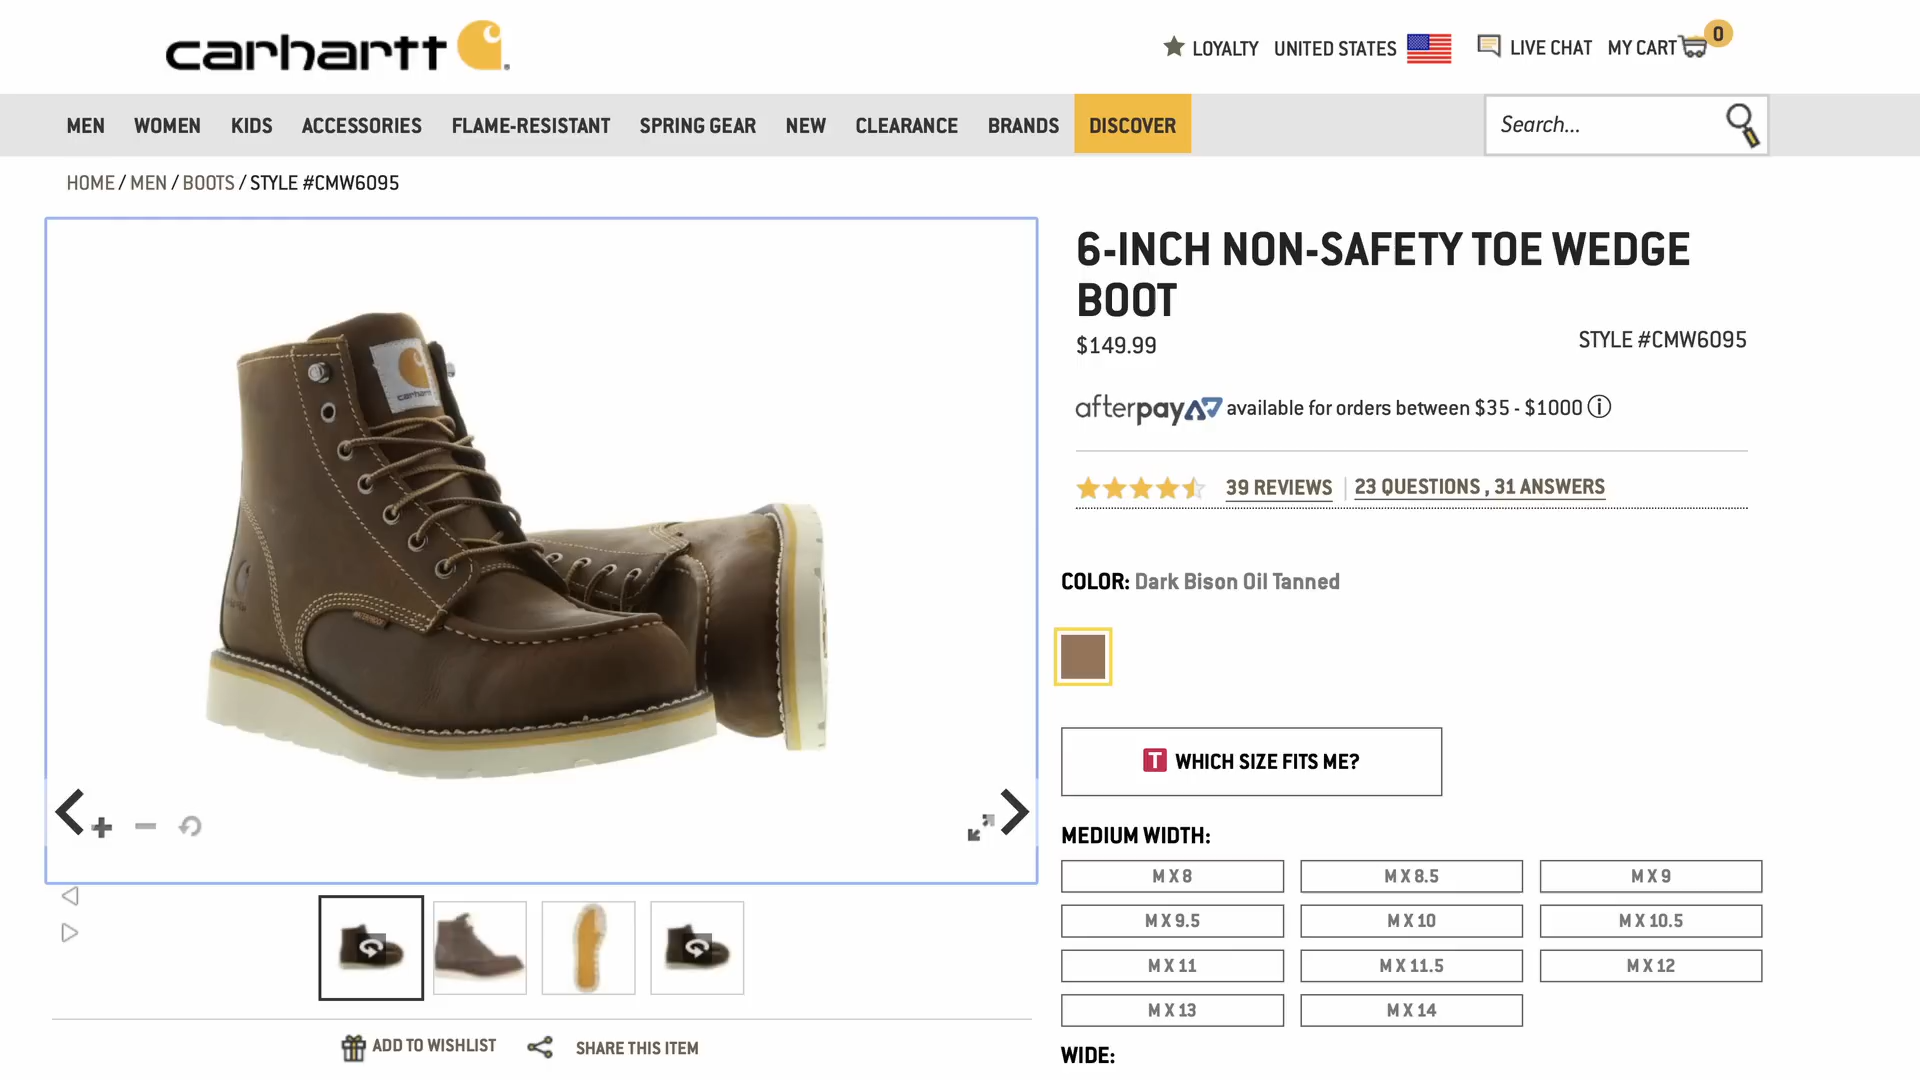 carhartt
LOYALTY UNITED STATES LIVE CHAT MY CART 0
MEN WOMEN KIDS ACCESSORIES FLAME-RESISTANT SPRING GEAR NEW CLEARANCE BRANDS DISCOVER
Search...
HOME / MEN / BOOTS / STYLE #CMW6095
carhartt
6-INCH NON-SAFETY TOE WEDGE
BOOT
$149.99
STYLE #CMW6095
afterpay available for orders between $35 - $1000
39 REVIEWS | 23 QUESTIONS , 31 ANSWERS
COLOR: Dark Bison Oil Tanned
T WHICH SIZE FITS ME?
MEDIUM WIDTH:
M X 8 M X 8.5 M X 9
M X 9.5 M X 10 M X 10.5
M X 11 M X 11.5 M X 12
M X 13 M X 14
WIDE:
ADD TO WISHLIST SHARE THIS ITEM